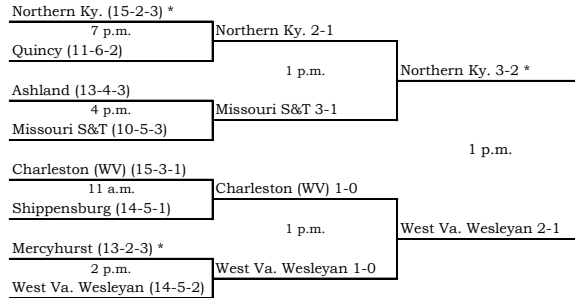 Northern Ky. (15-2-3) *
7 p.m.
Northern Ky. 2-1
Quincy (11-6-2)
1 p.m.
Northern Ky. 3-2 *
Ashland (13-4-3)
4 p.m.
Missouri S&T 3-1
Missouri S&T (10-5-3)
1 p.m.
Charleston (WV) (15-3-1)
11 a.m.
Charleston (WV) 1-0
Shippensburg (14-5-1)
1 p.m.
West Va. Wesleyan 2-1
Mercyhurst (13-2-3) *
2 p.m.
West Va. Wesleyan 1-0
West Va. Wesleyan (14-5-2)